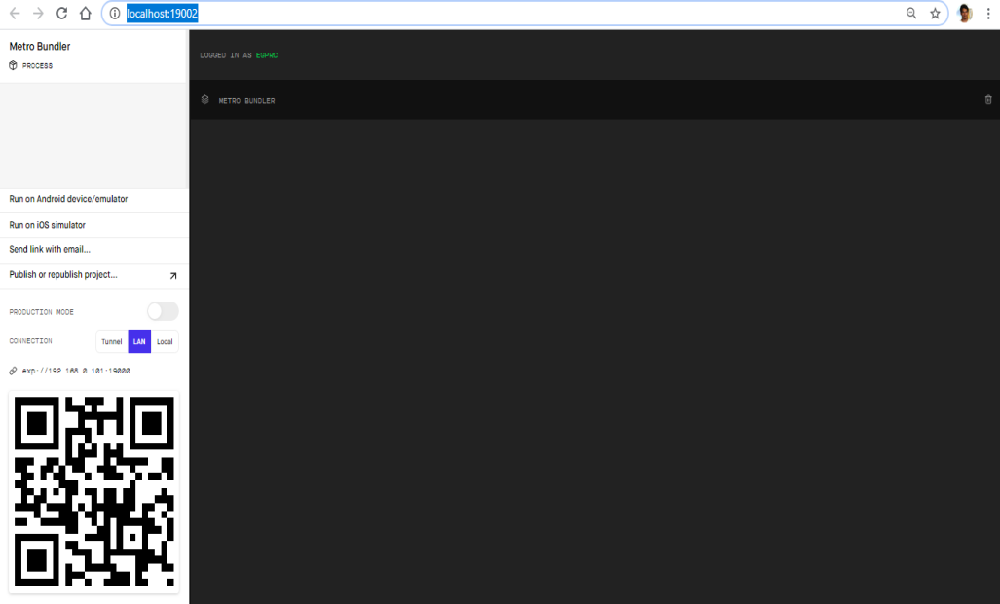 localhost:19002
Metro Bundler
PROCESS
LOGGED IN AS EOPRC
METRO BUNDLER
Run on Android device/emulator
Run on iOS simulator
Send link with email...
Publish or republish project...
PRODUCTION MODE
CONNECTION Tunnel LAN Local
exp://192.168.0.101:19000